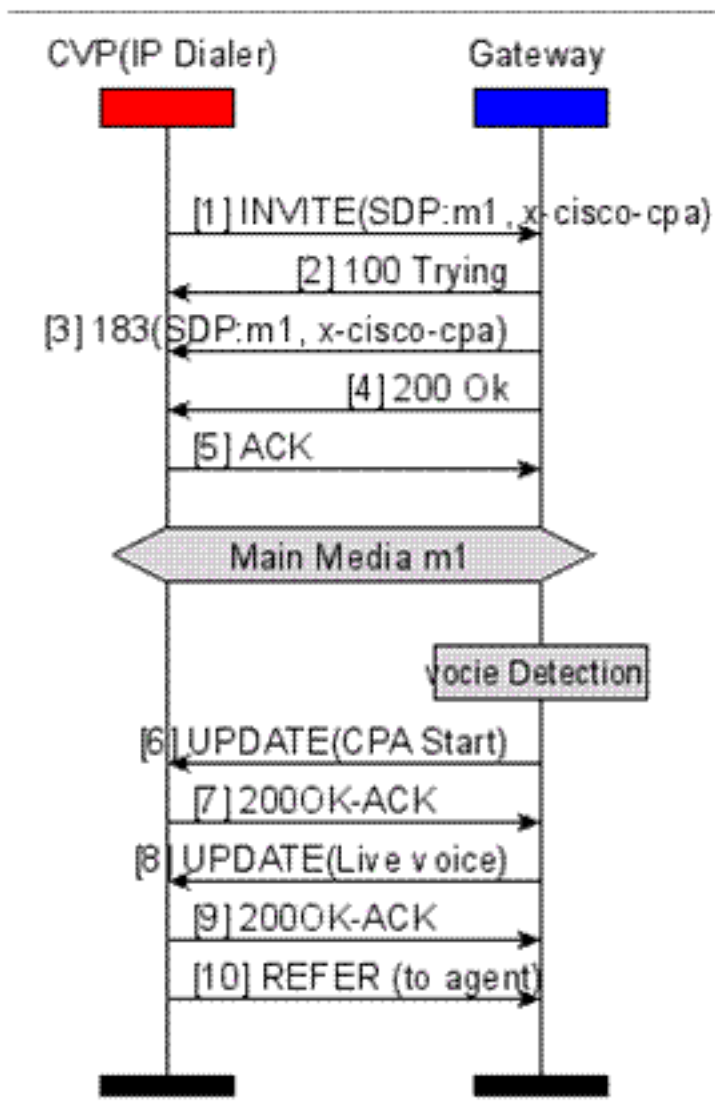 CVP(IP Dialer)
Gateway
[1] INVITE(SDP:m1, x-cisco-cpa)
[2] 100 Trying
[3] 183(SDP:m1, x-cisco-cpa)
[4] 200 Ok
[5] ACK
Main Media m1
vocie Detection
[6] UPDATE(CPA Start)
[7] 200OK-ACK
[8] UPDATE(Live voice)
[9] 200OK-ACK
[10] REFER (to agent)